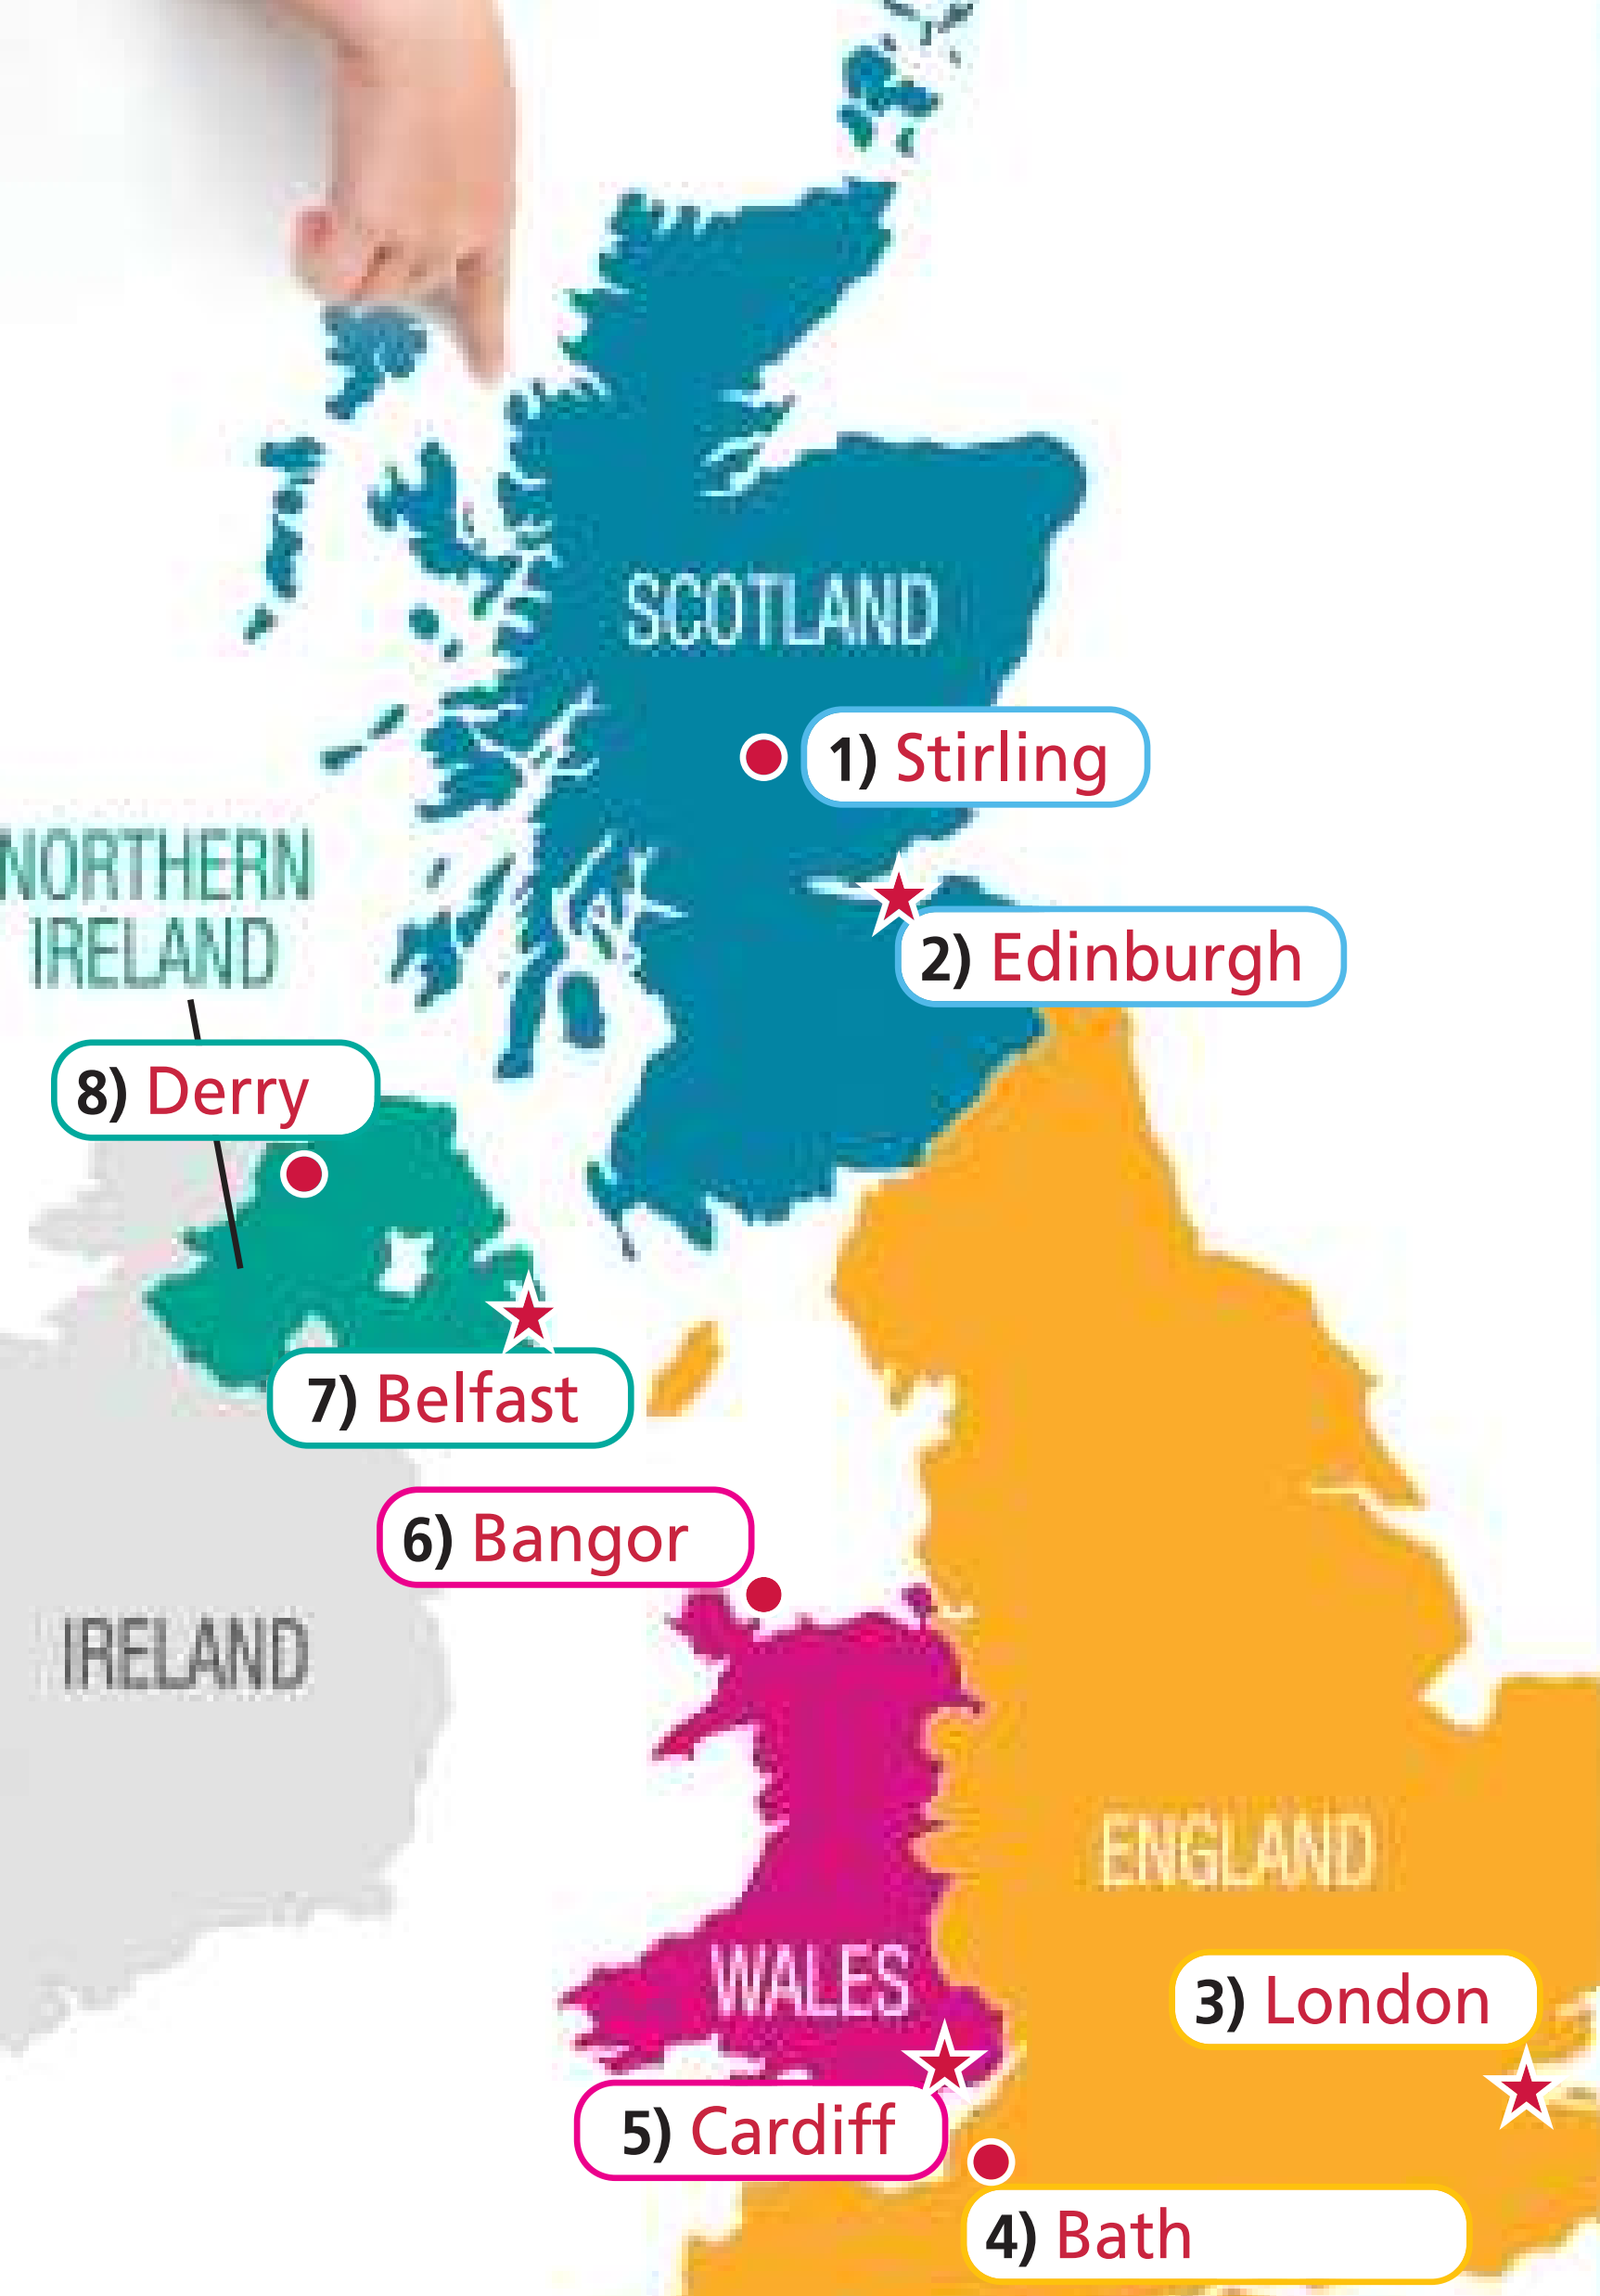 SCOTLAND
1) Stirling
NORTHERN
IRELAND
2) Edinburgh
8) Derry
7) Belfast
6) Bangor
IRELAND
ENGLAND
WALES
3) London
5) Cardiff
4) Bath